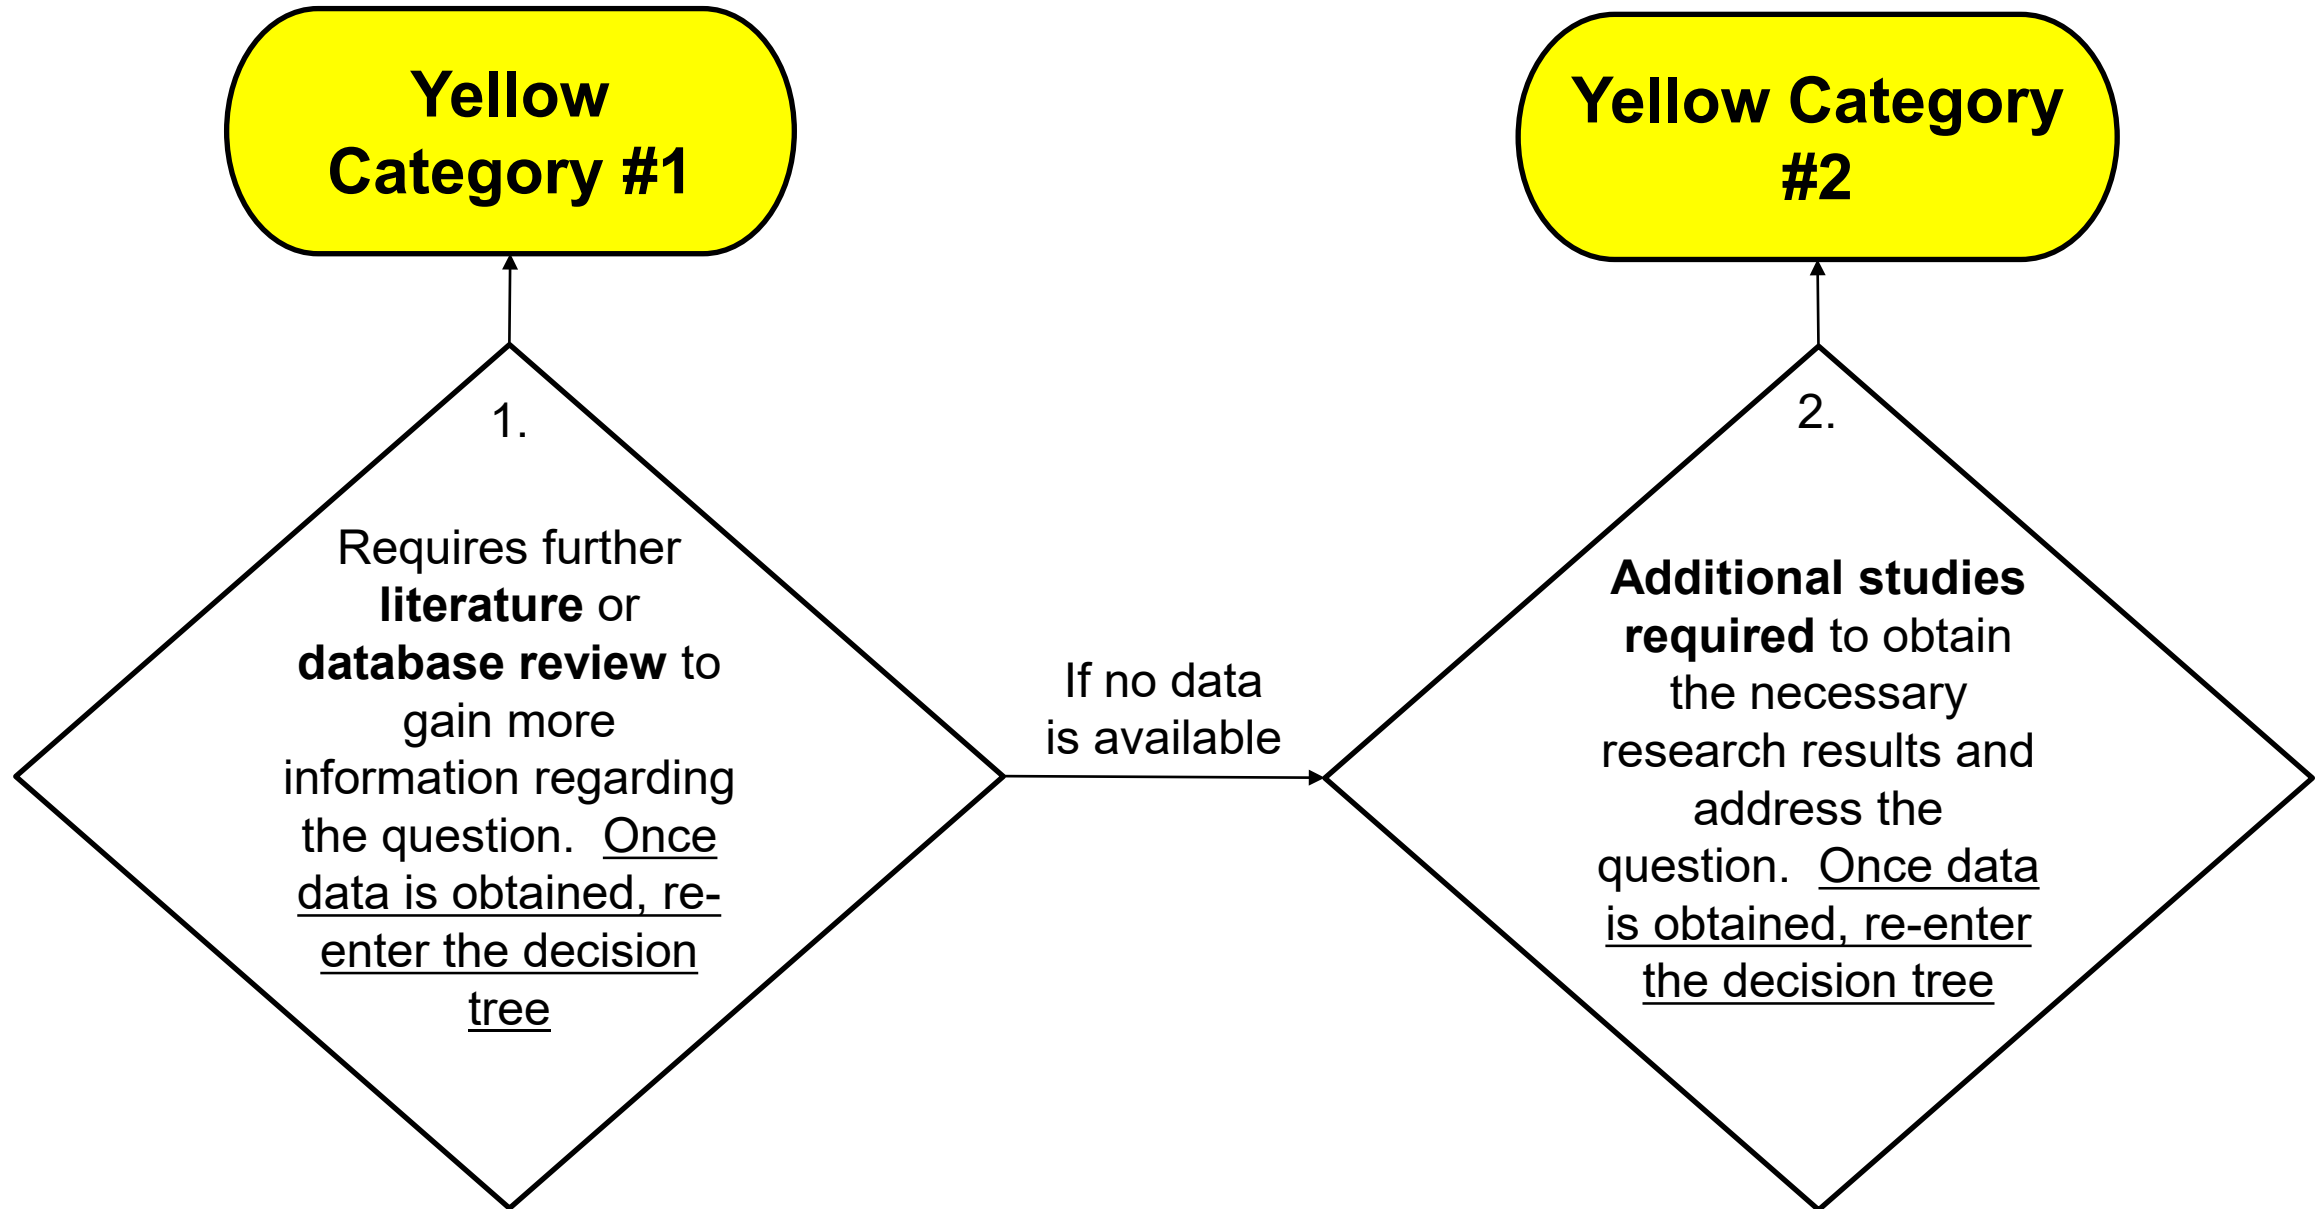 Yellow
Category #1
Yellow Category
#2
1.
Requires further
literature or
database review to
gain more
information regarding
the question.  Once
data is obtained, re-
enter the decision
tree
If no data
is available
2.
Additional studies
required to obtain
the necessary
research results and
address the
question.  Once data
is obtained, re-enter
the decision tree